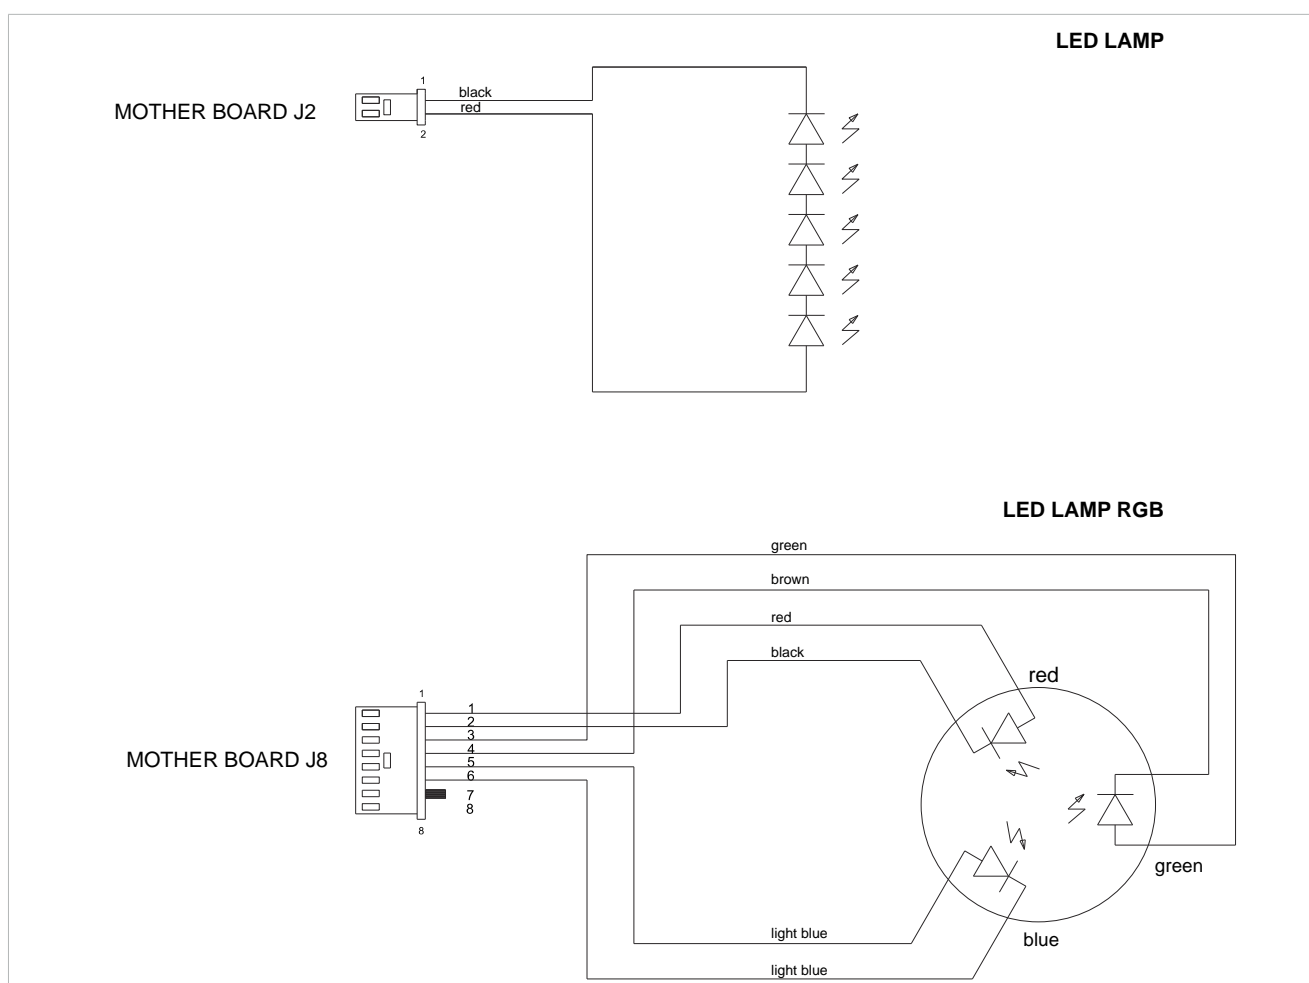 LED LAMP
1
black
MOTHER BOARD J2
red
2
LED LAMP RGB
green
brown
red
black
red
1
1
2
3
4
MOTHER BOARD J8
5
6
7
8
8
green
light blue
blue
light blue